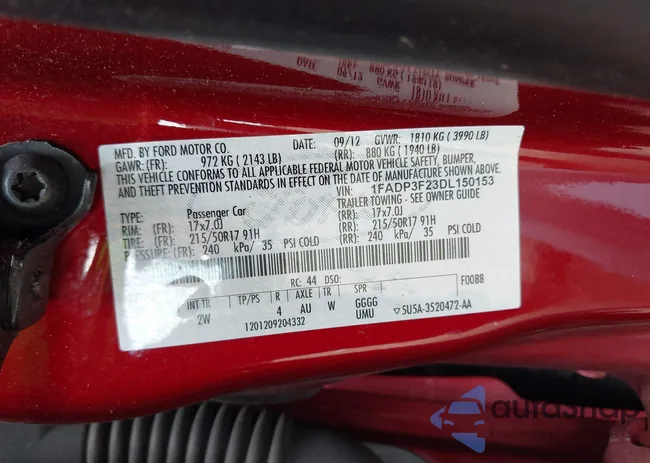 MFD. BY FORD MOTOR CO.
DATE: 09/12 GVWR: 1810 KG ( 3990 LB)
GAWR: (FR): 972 KG ( 2143 LB) (RR): 880 KG ( 1940 LB)
THIS VEHICLE CONFORMS TO ALL APPLICABLE FEDERAL MOTOR VEHICLE SAFETY, BUMPER,
AND THEFT PREVENTION STANDARDS IN EFFECT ON THE DATE OF MANUFACTURE SHOWN ABOVE.
VIN: 1FADP3F23DL150153
TYPE: Passenger Car TRAILER TOWING - SEE OWNER GUIDE
RIM: (FR): 17x7.0J (RR): 17x7.0J
TIRE: (FR): 215/50R17 91H (RR): 215/50R17 91H
PRESSURE: (FR): 240 kPa/ 35 PSI COLD (RR): 240 kPa/ 35 PSI COLD
RC: 44 DSO: F0088
INT TR TP/PS R AXLE TR SPR
2W 4 AU W GGGG
UMU 5U5A-3520472-AA
1201209204332
autoSnap